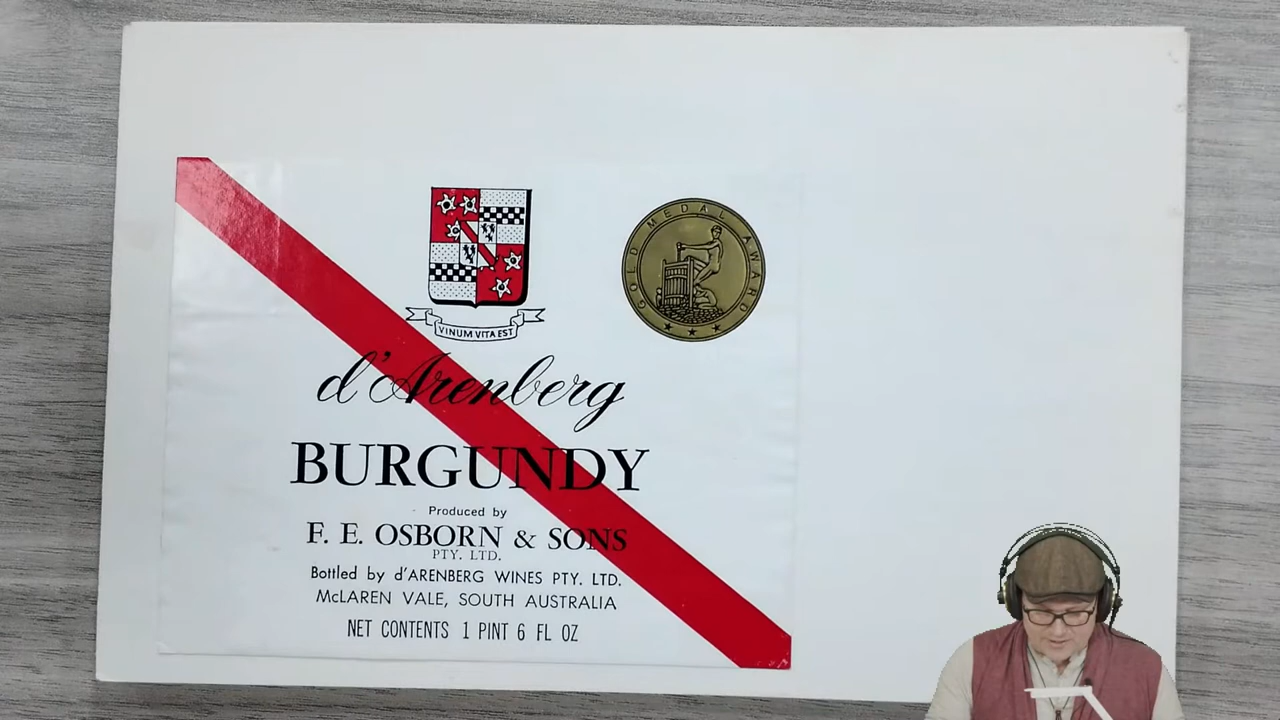 VINUM VITA EST
GOLD MEDAL AWARD
d'Arenberg
BURGUNDY
Produced by
F. E. OSBORN & SONS
PTY. LTD.
Bottled by d'ARENBERG WINES PTY. LTD.
McLAREN VALE, SOUTH AUSTRALIA
NET CONTENTS 1 PINT 6 FL OZ